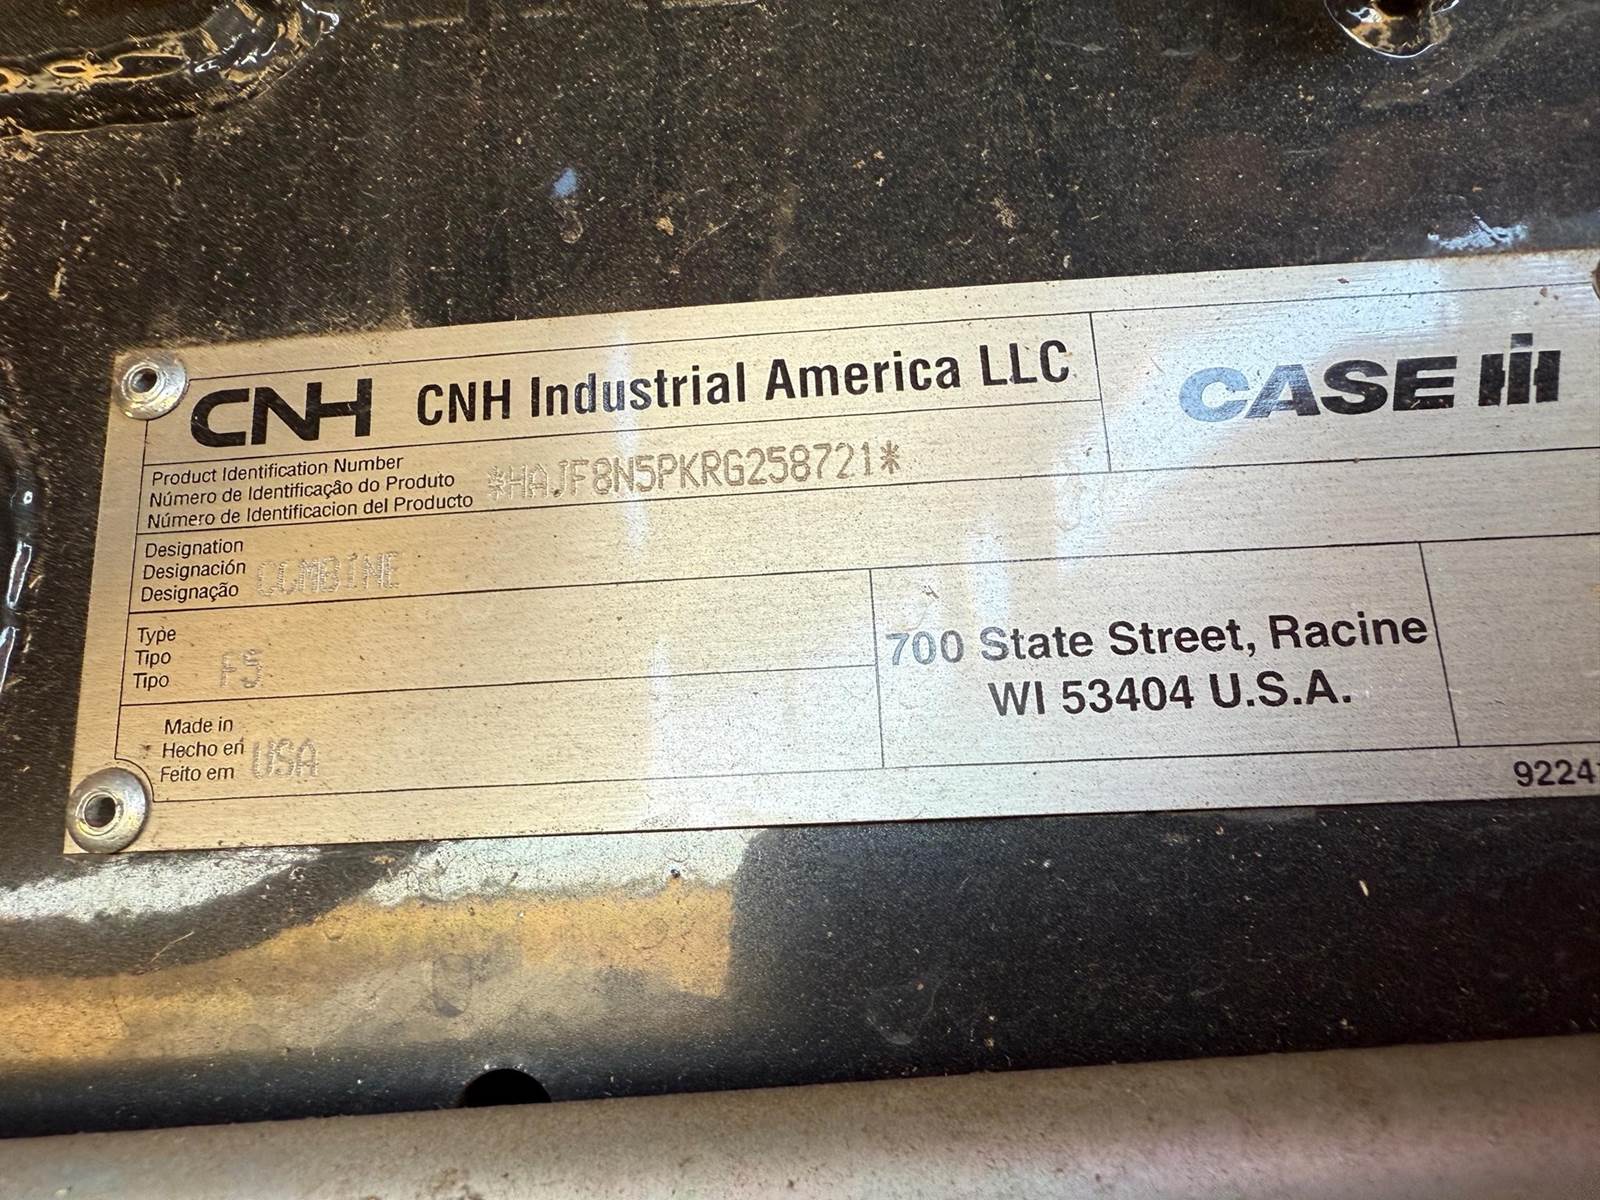 CNH CNH Industrial America LLC CASE IH
Product Identification Number
Número de Identificação do Produto *HAJF8N5PKRG258721*
Número de Identificacion del Producto
Designation
Designación COMBINE
Designação
Type
Tipo F5
Tipo
700 State Street, Racine
WI 53404 U.S.A.
Made in
Hecho en USA
Feito em
9224